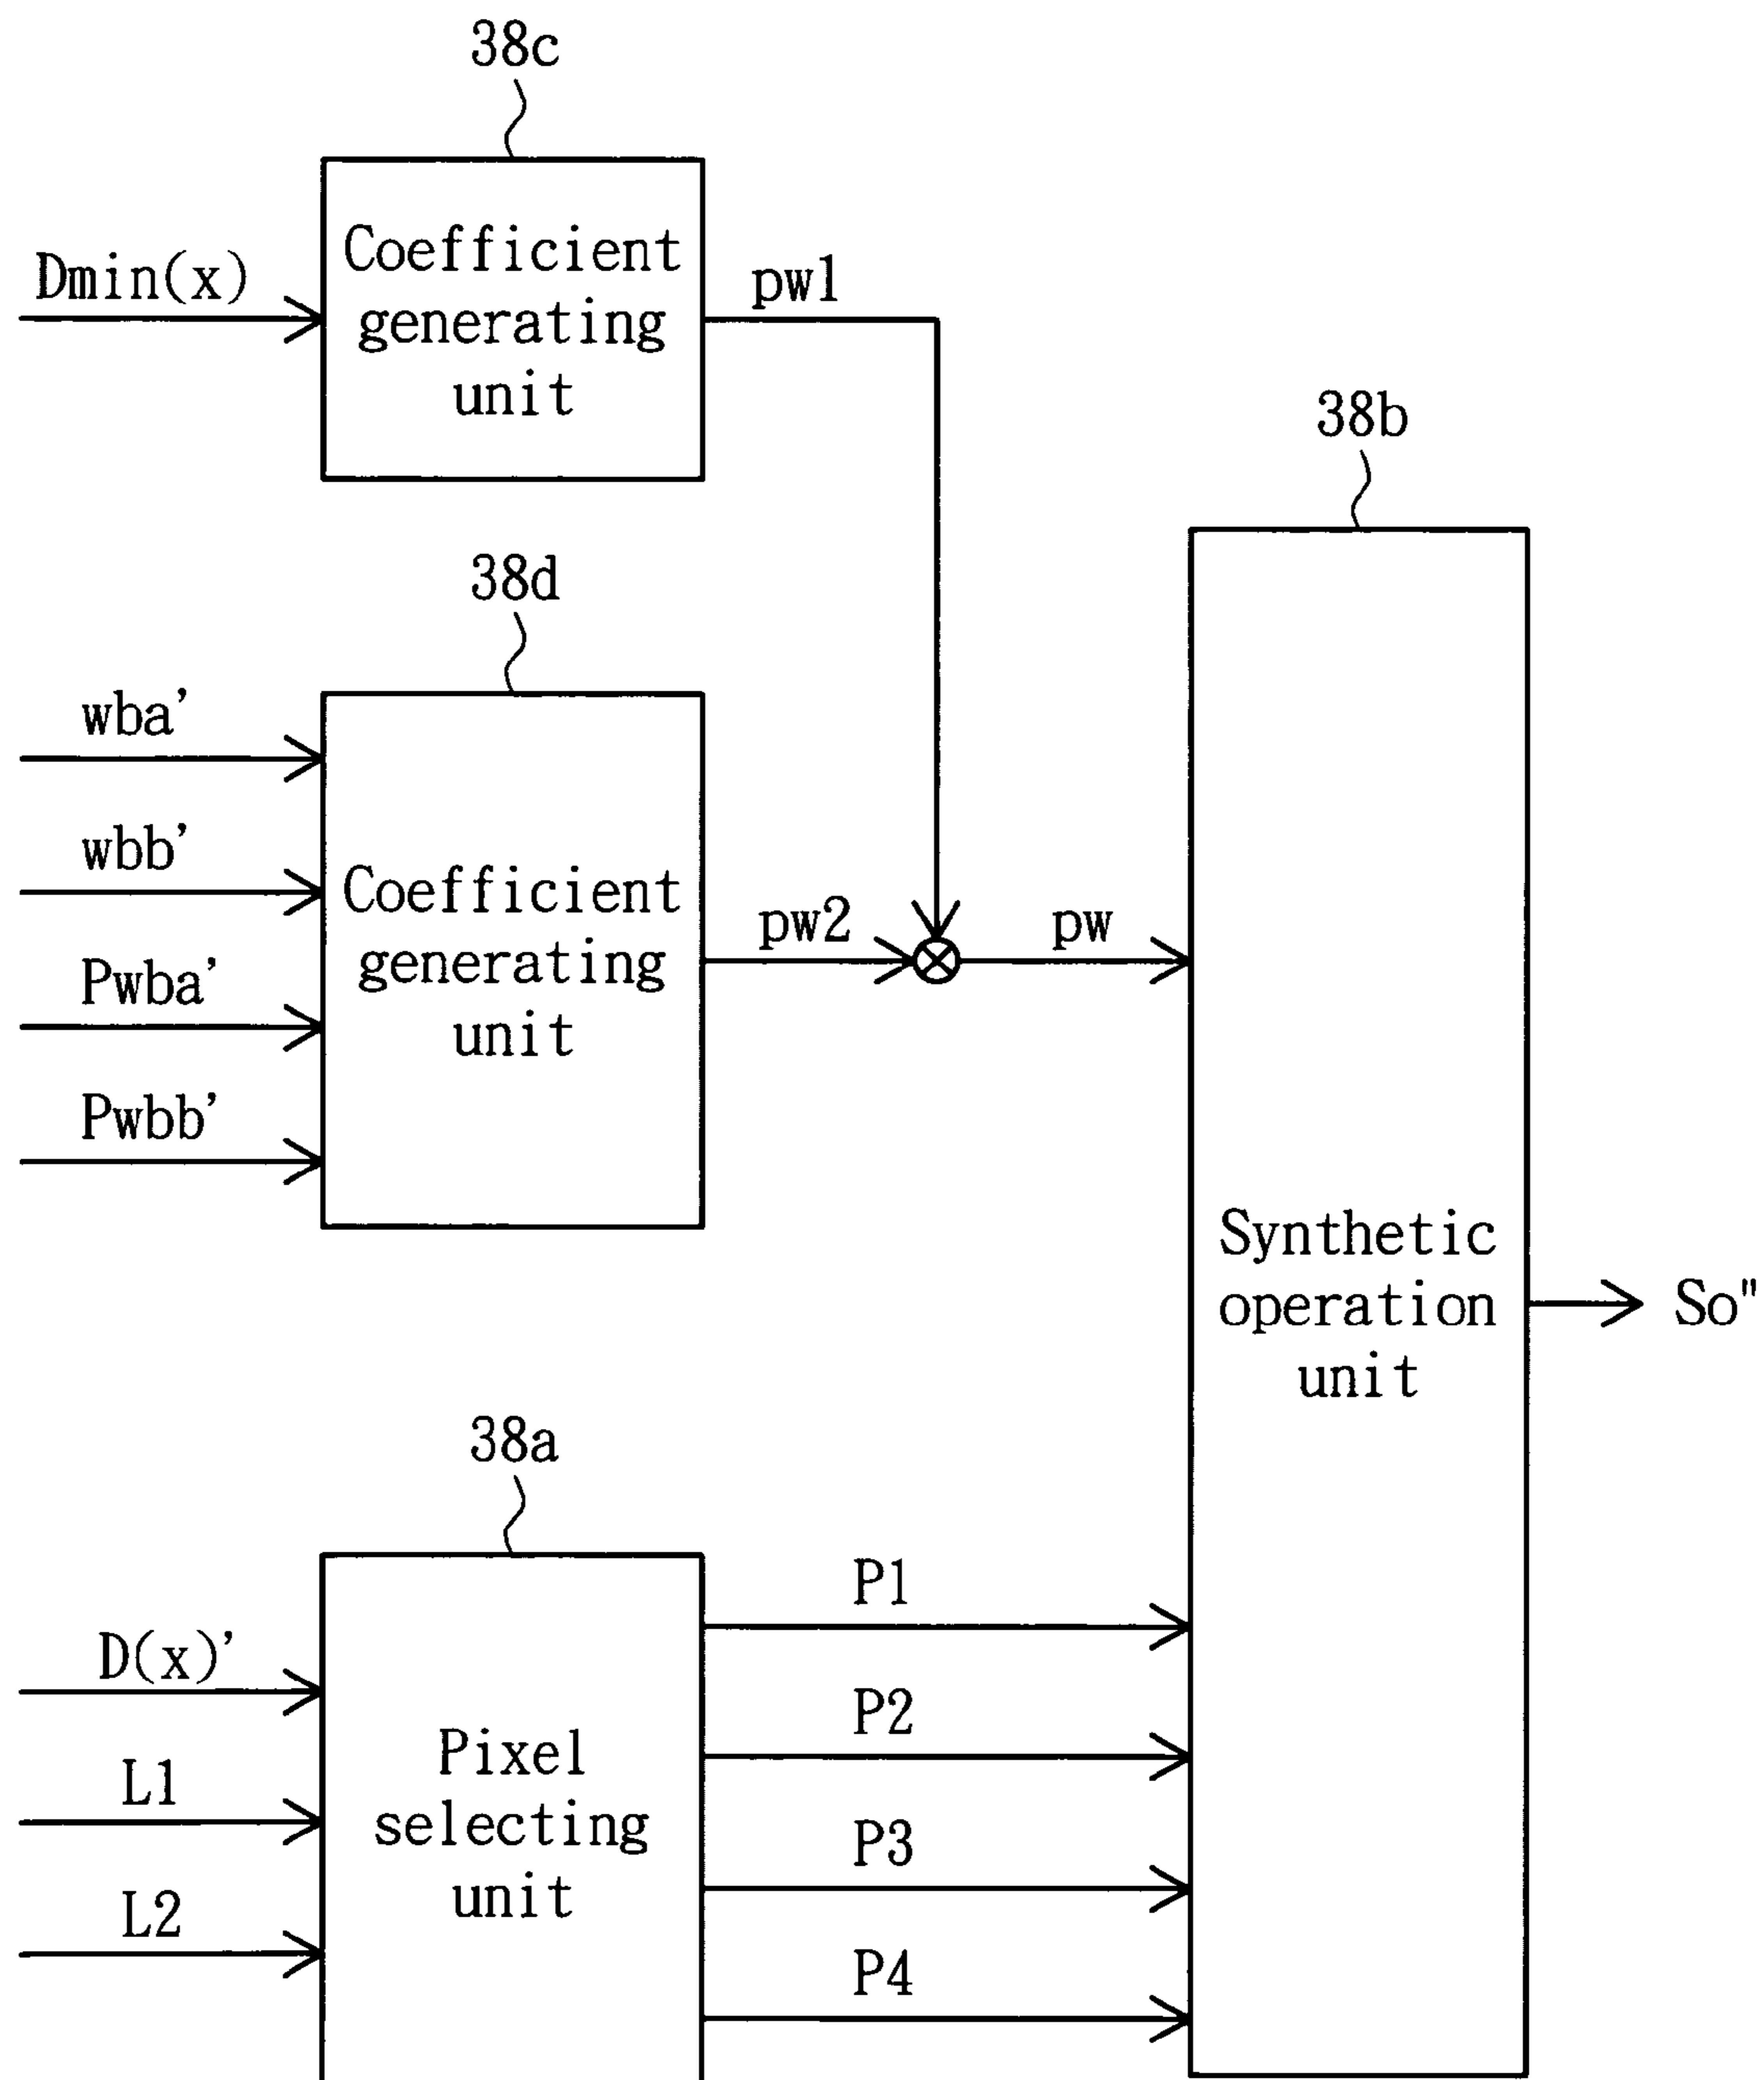 38c
Dmin(x)
Coefficient
generating
unit
pw1
38b
38d
wba'
wbb'
Pwba'
Pwbb'
Coefficient
generating
unit
pw2
pw
Synthetic
operation
unit
So"
38a
D(x)'
L1
L2
Pixel
selecting
unit
P1
P2
P3
P4